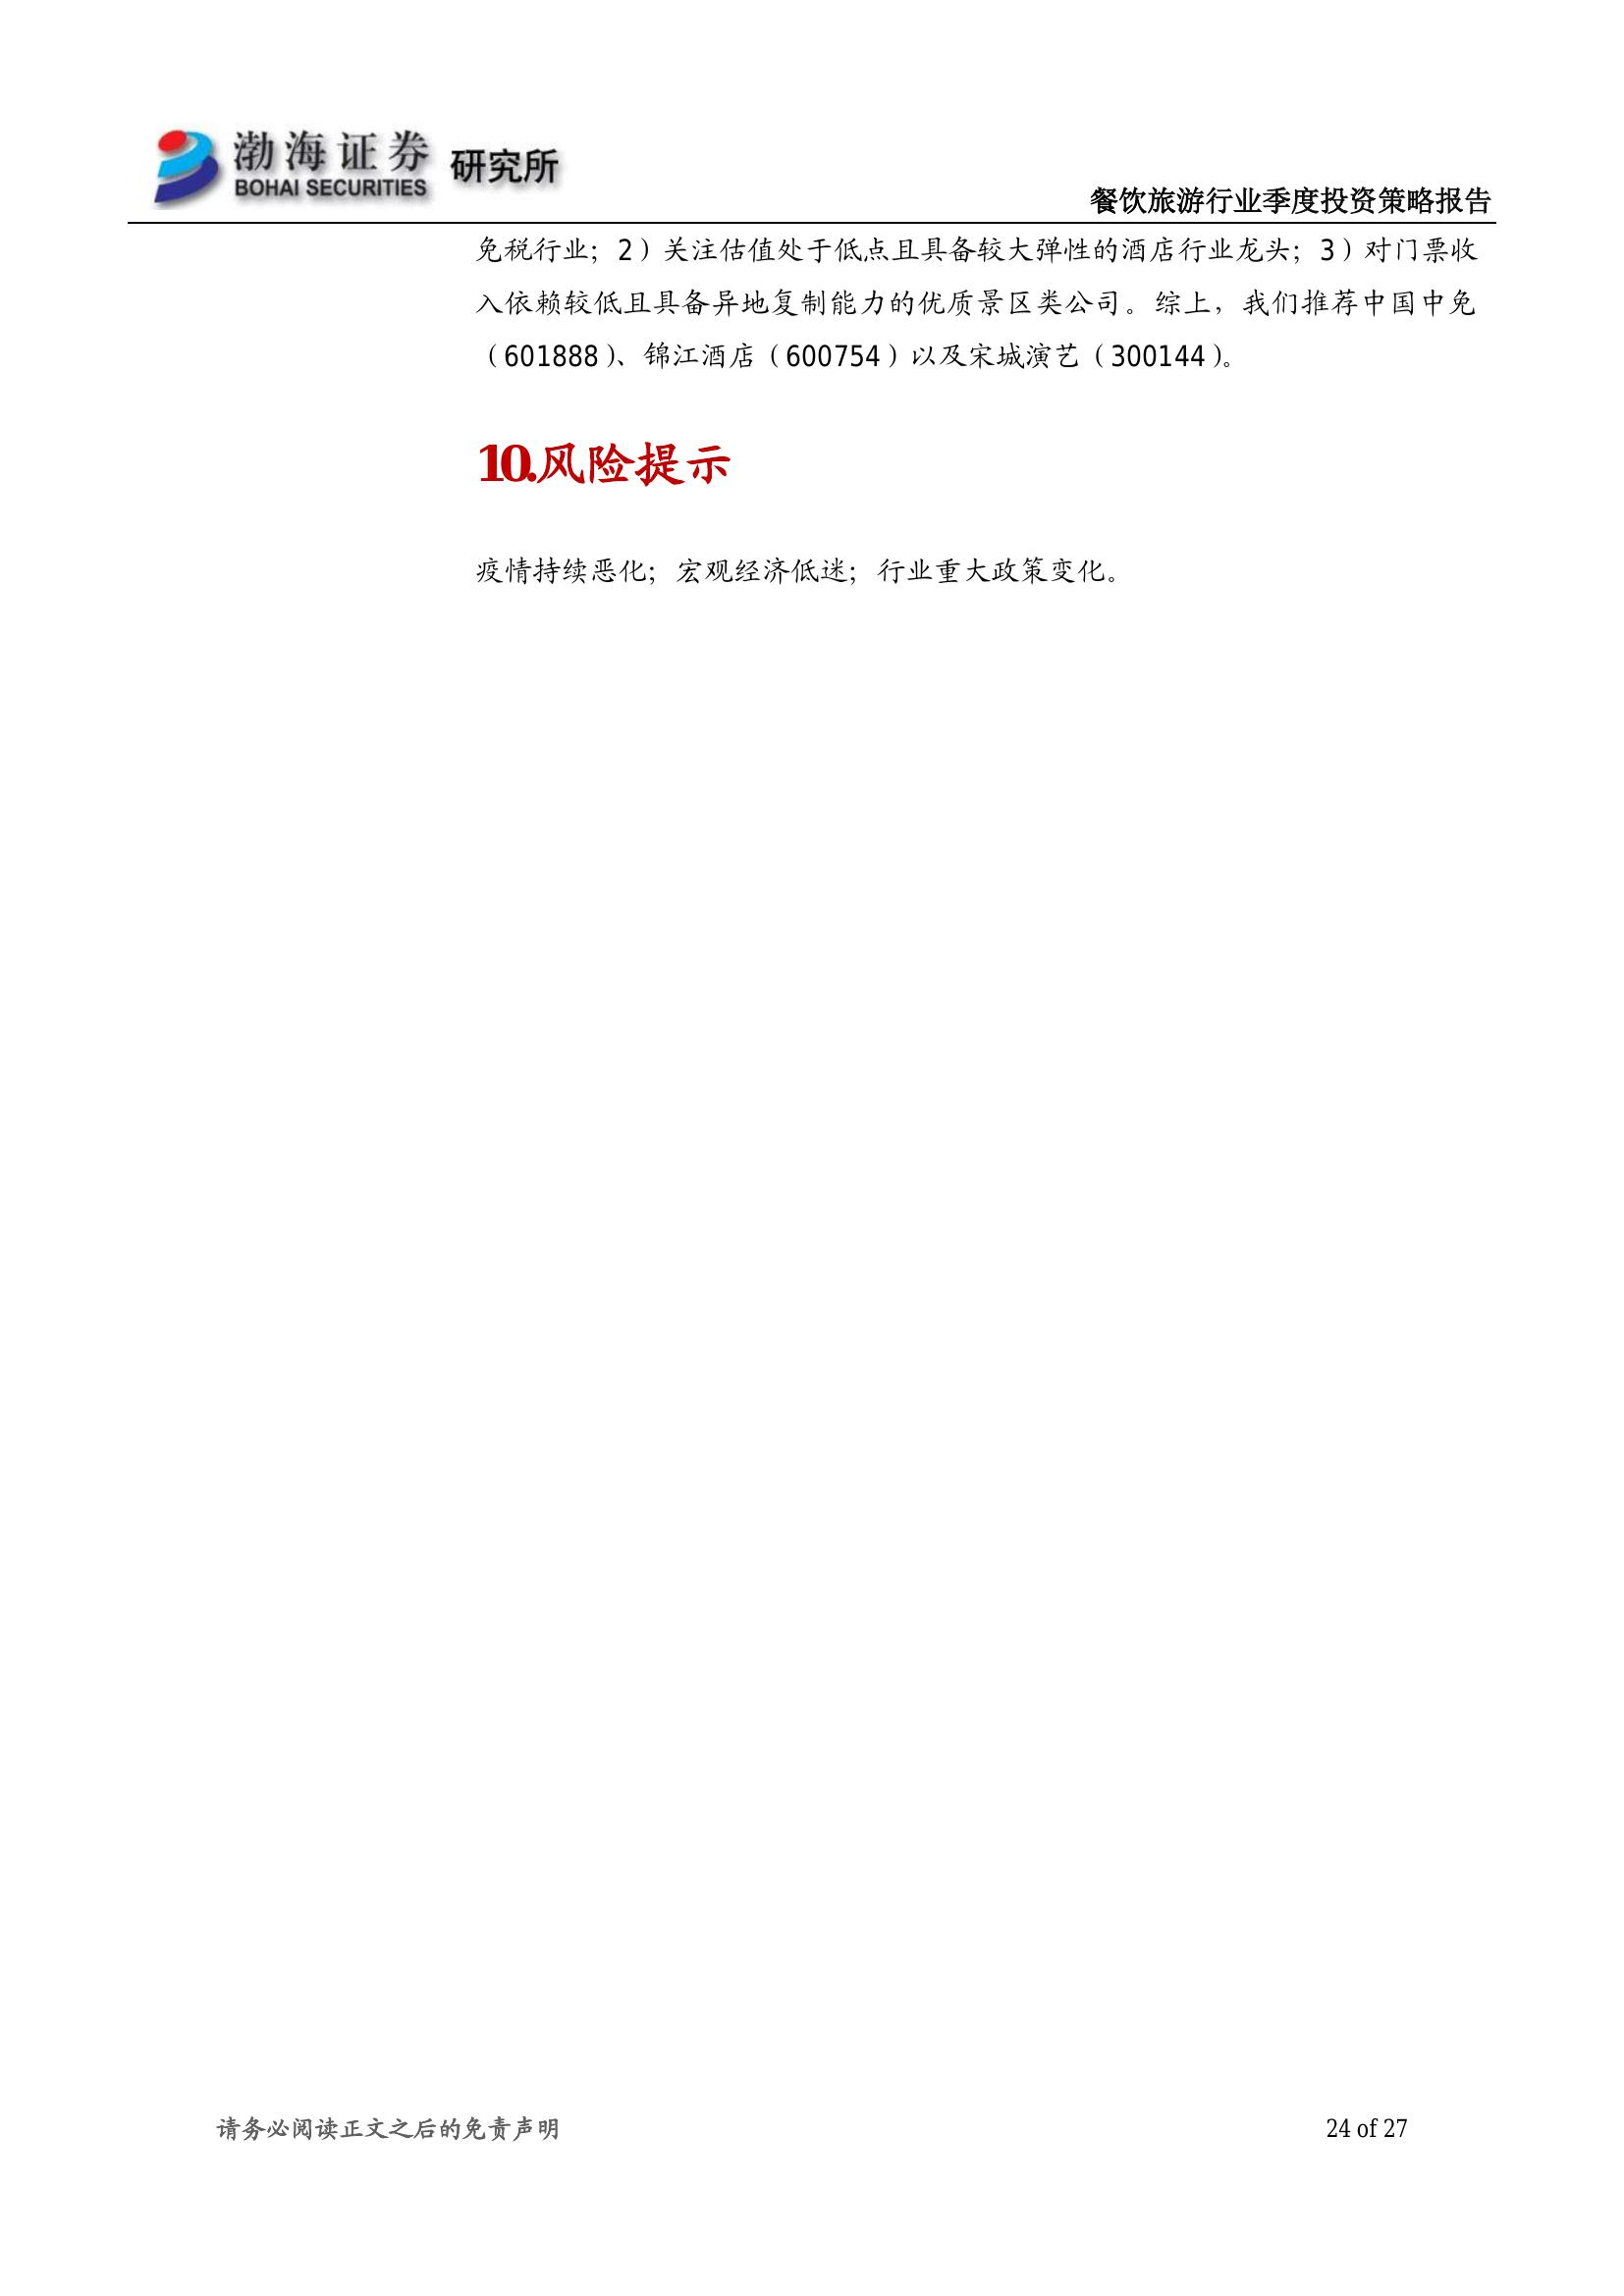 渤海证券 研究所
BOHAI SECURITIES
餐饮旅游行业季度投资策略报告
免税行业；2）关注估值处于低点且具备较大弹性的酒店行业龙头；3）对门票收
入依赖较低且具备异地复制能力的优质景区类公司。综上，我们推荐中国中免
（601888）、锦江酒店（600754）以及宋城演艺（300144）。
10.风险提示
疫情持续恶化；宏观经济低迷；行业重大政策变化。
请务必阅读正文之后的免责声明 24 of 27